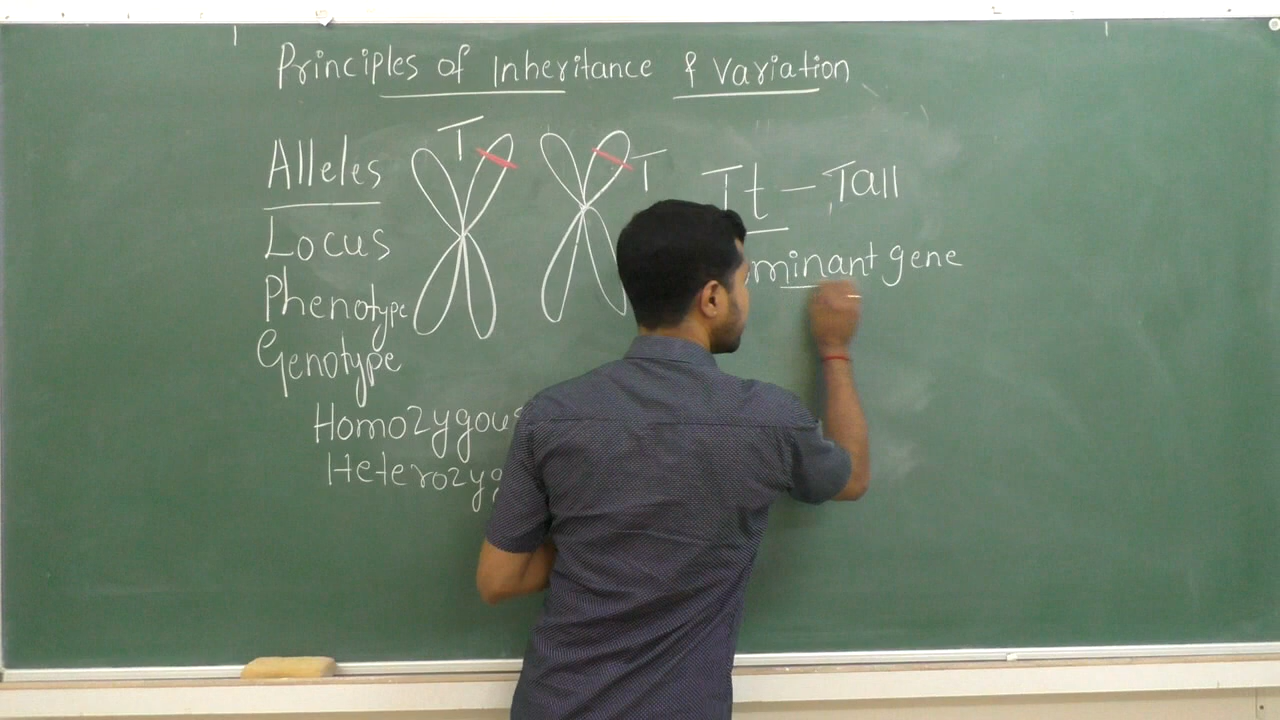 Principles of Inheritance & Variation
Alleles
T
T
Tt – Tall
Locus
minant gene
Phenotype
Genotype
Homozygous
Heterozyg